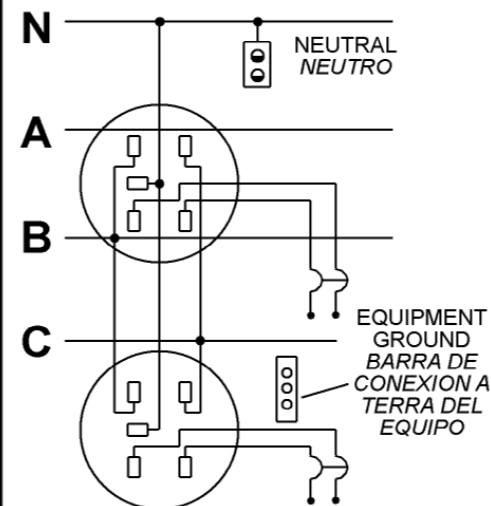 N
NEUTRAL
NEUTRO
A
B
C
EQUIPMENT
GROUND
BARRA DE
CONEXION A
TERRA DEL
EQUIPO